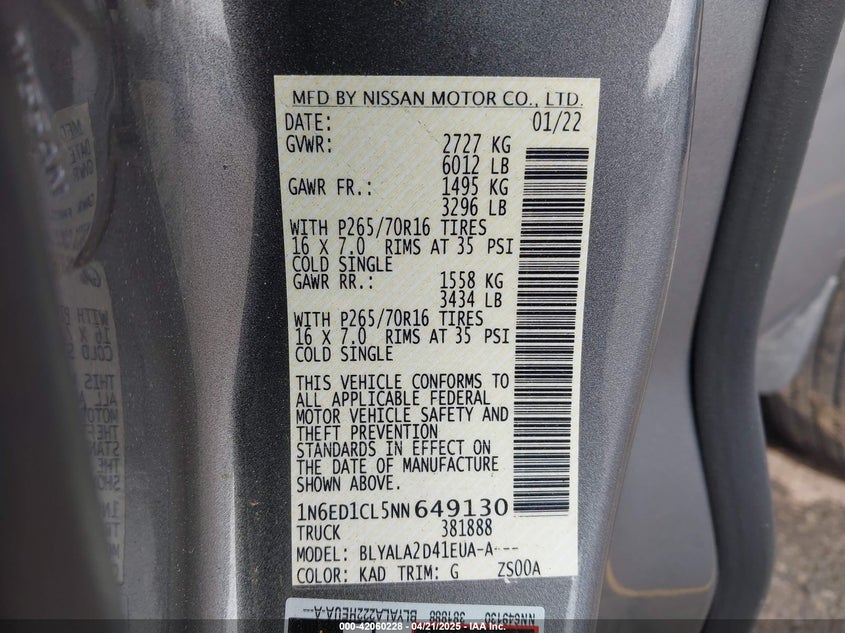 MFD BY NISSAN MOTOR CO., LTD.
DATE: 01/22
GVWR: 2727 KG
6012 LB
GAWR FR.: 1495 KG
3296 LB
WITH P265/70R16 TIRES
16 X 7.0 RIMS AT 35 PSI
COLD SINGLE
GAWR RR.: 1558 KG
3434 LB
WITH P265/70R16 TIRES
16 X 7.0 RIMS AT 35 PSI
COLD SINGLE
THIS VEHICLE CONFORMS TO
ALL APPLICABLE FEDERAL
MOTOR VEHICLE SAFETY AND
THEFT PREVENTION
STANDARDS IN EFFECT ON
THE DATE OF MANUFACTURE
SHOWN ABOVE.
1N6ED1CL5NN649130
TRUCK 381888
MODEL: BLYALA2D41EUA-A---
COLOR: KAD TRIM: G ZS00A
NN649130
381888 BLYALA222HEUA-A--
000-42060228 - 04/21/2025 - IAA Inc.